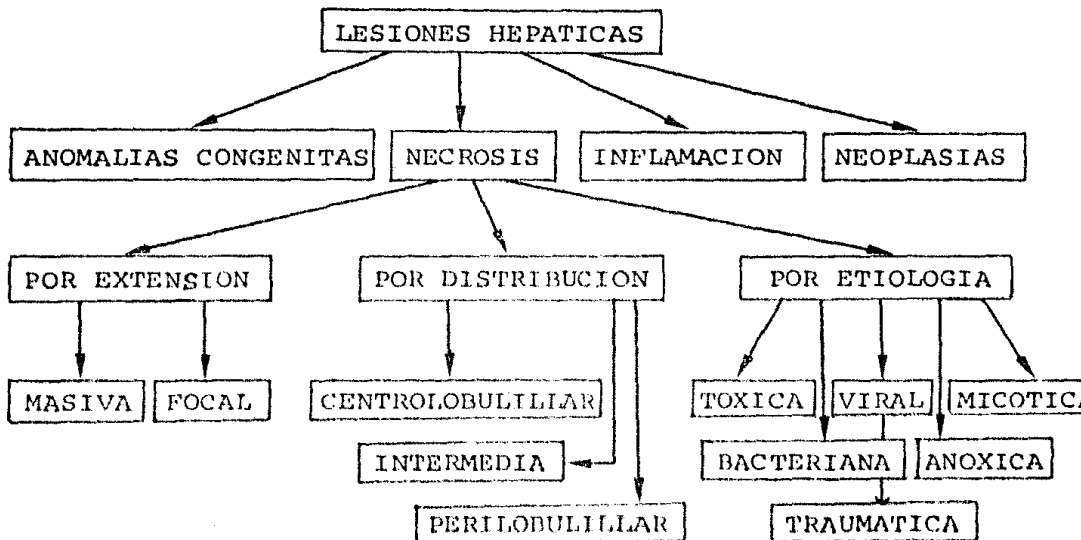 LESIONES HEPATICAS
ANOMALIAS CONGENITAS NECROSIS INFLAMACION NEOPLASIAS
POR EXTENSION POR DISTRIBUCION POR ETIOLOGIA
MASIVA FOCAL CENTROLOBULILLAR TOXICA VIRAL MICOTICA
INTERMEDIA BACTERIANA ANOXICA
PERILOBULILLAR TRAUMATICA